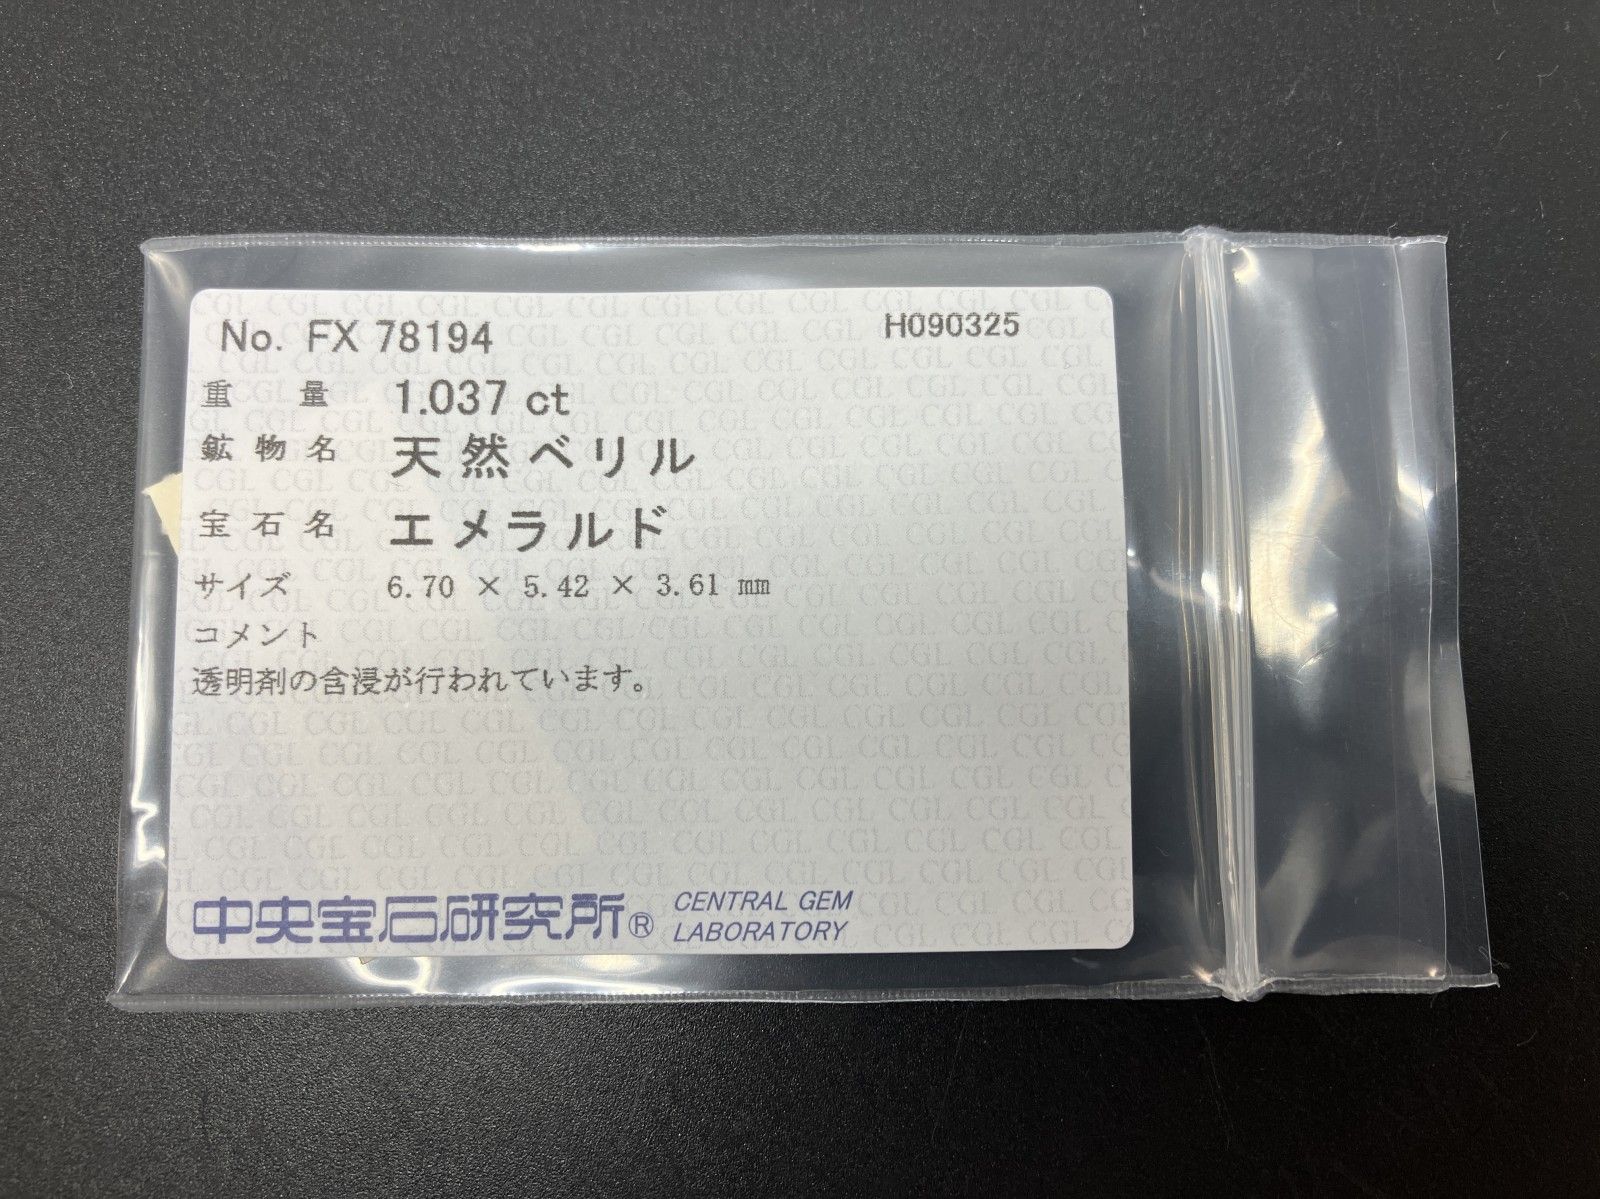 No. FX 78194 H090325
重量 1.037 ct
鉱物名 天然ベリル
宝石名 エメラルド
サイズ 6.70 × 5.42 × 3.61 ㎜
コメント
透明剤の含浸が行われています。
中央宝石研究所® CENTRAL GEM
LABORATORY